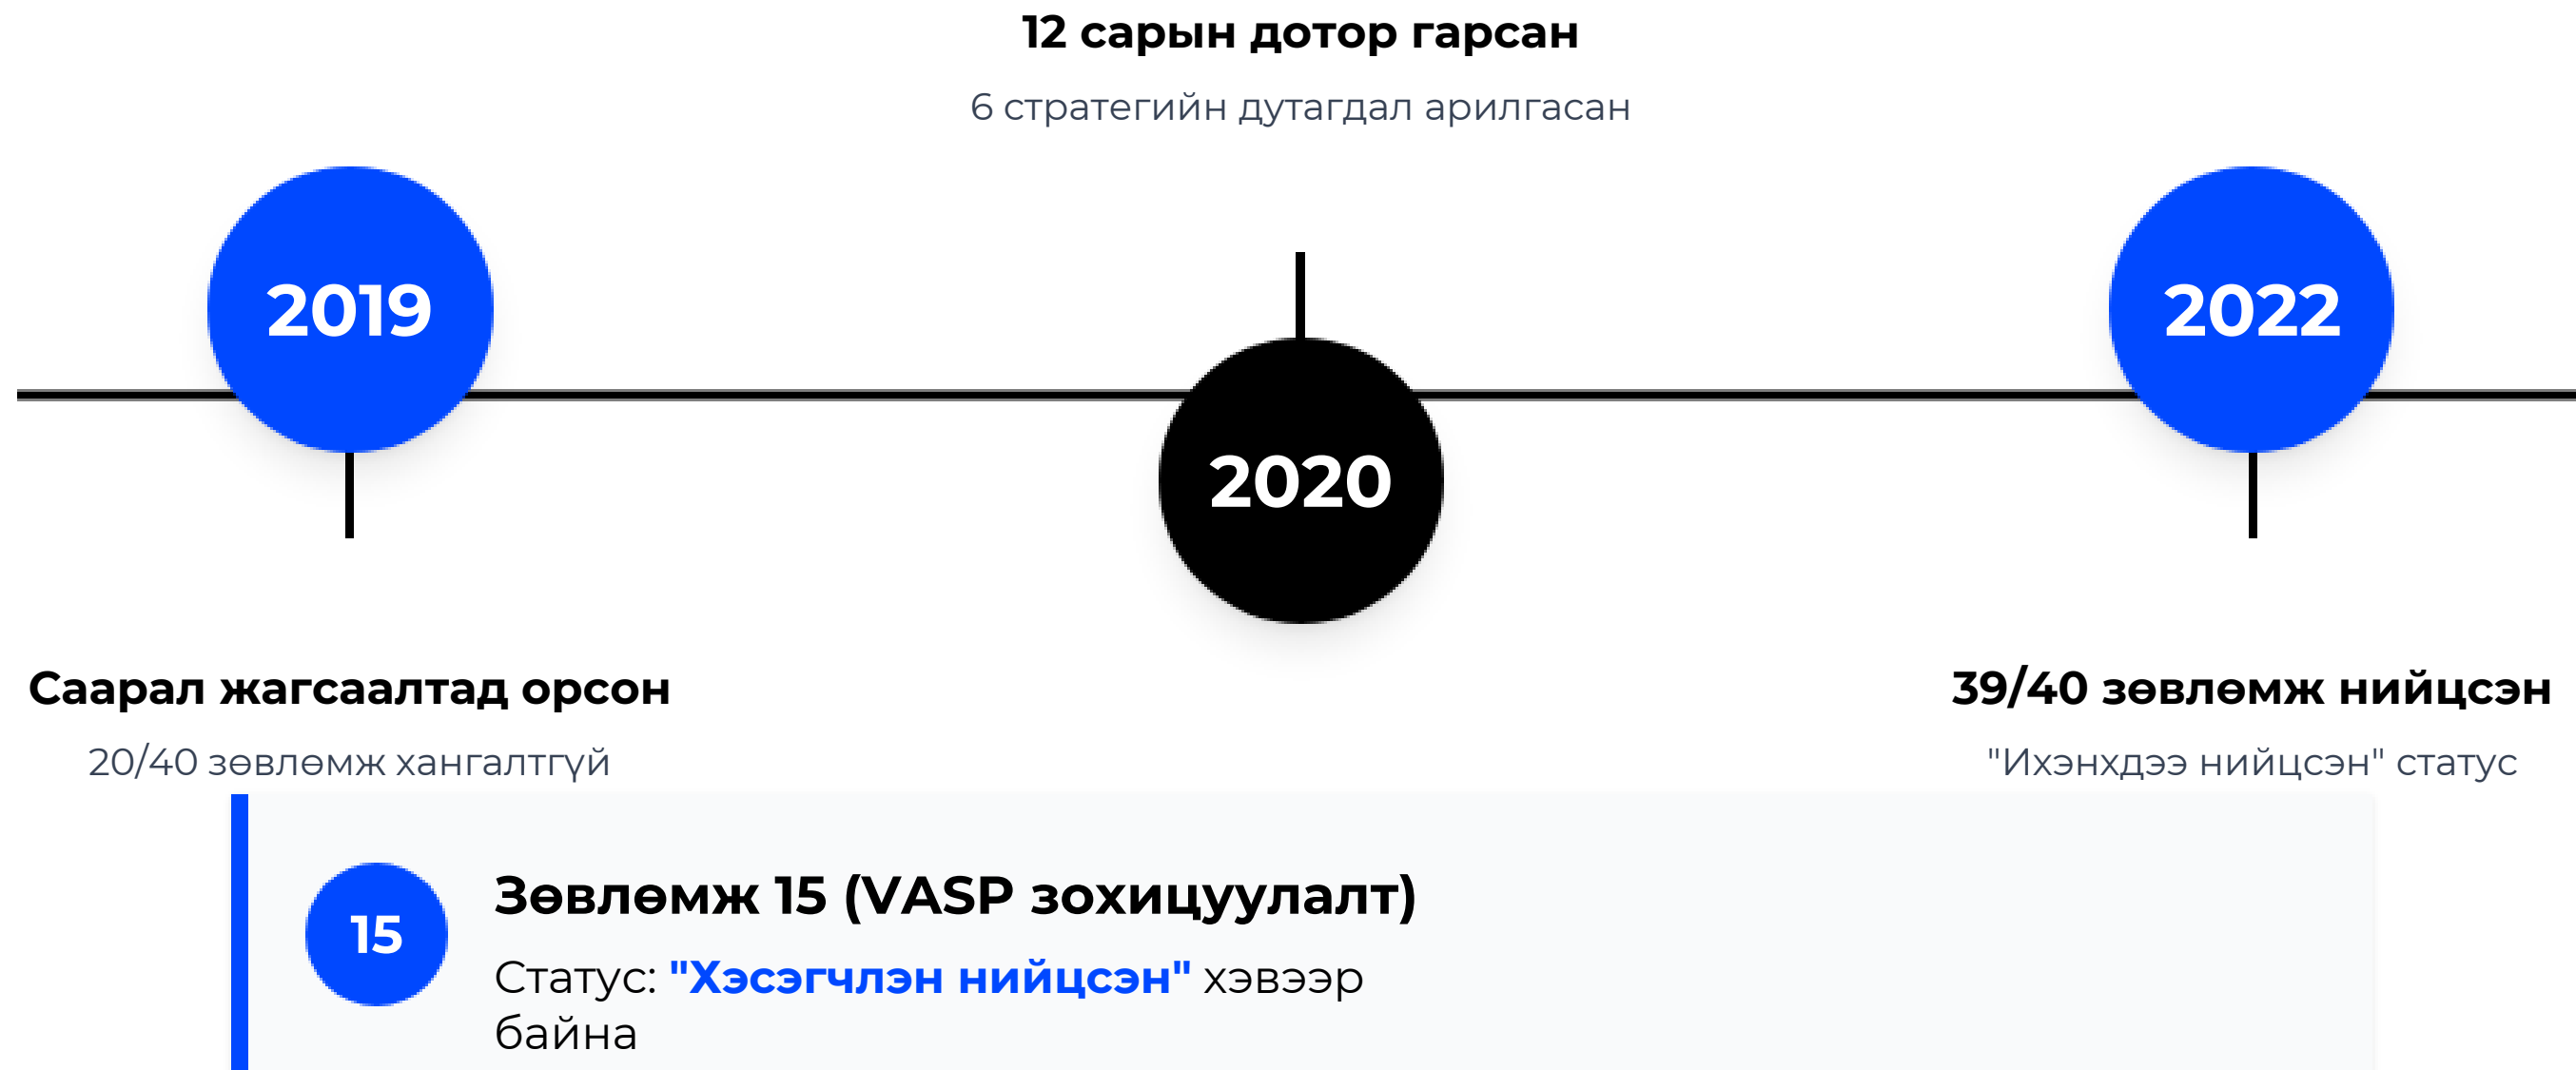 12 сарын дотор гарсан
6 стратегийн дутагдал арилгасан
2019
2020
2022
Саарал жагсаалтад орсон
20/40 зөвлөмж хангалтгүй
39/40 зөвлөмж нийцсэн
"Ихэнхдээ нийцсэн" статус
15
Зөвлөмж 15 (VASP зохицуулалт)
Статус: "Хэсэгчлэн нийцсэн" хэвээр
байна